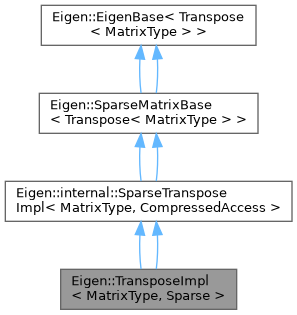 Eigen::EigenBase< Transpose
< MatrixType > >
Eigen::SparseMatrixBase
< Transpose< MatrixType > >
Eigen::internal::SparseTranspose
Impl< MatrixType, CompressedAccess >
Eigen::TransposeImpl
< MatrixType, Sparse >